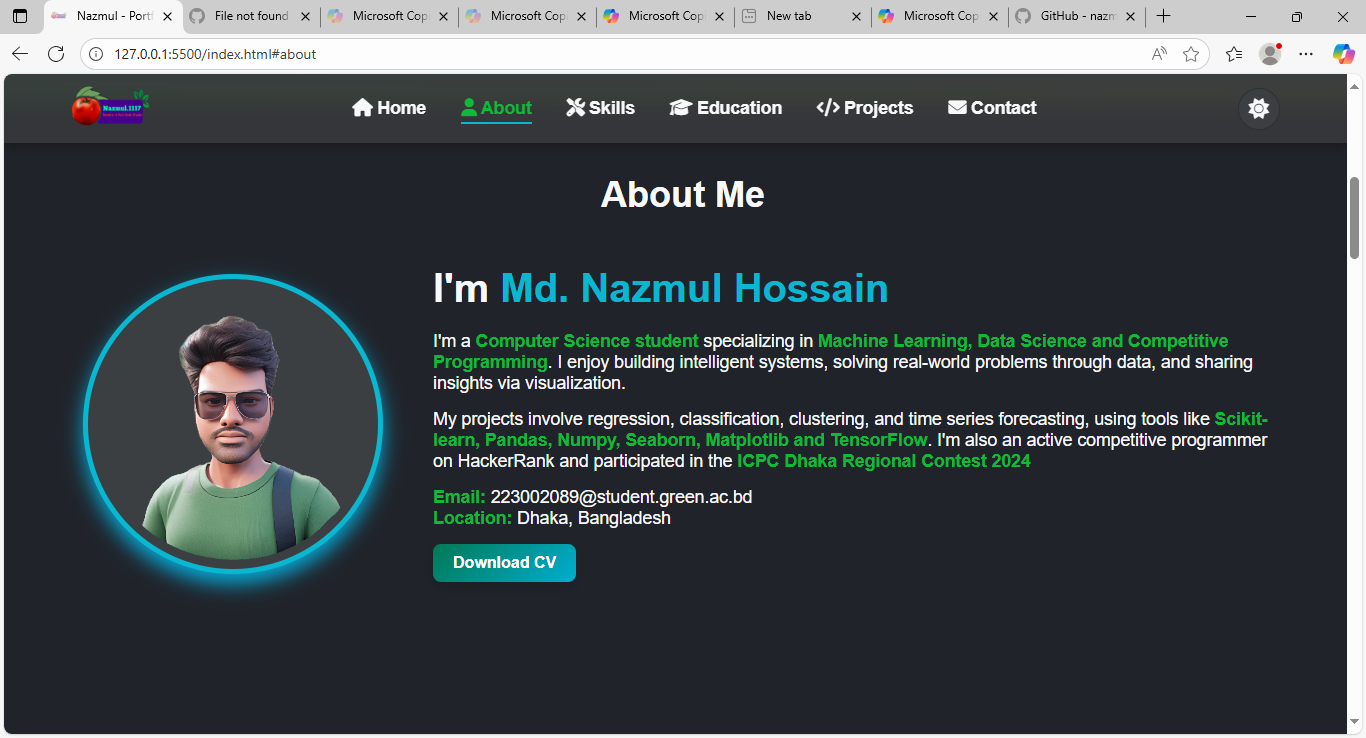 Nazmul - Portf
File not found
Microsoft Cop
Microsoft Cop
Microsoft Cop
New tab
Microsoft Cop
GitHub - nazm
127.0.0.1:5500/index.html#about
Nazmul.1117
Home
About
Skills
Education
Projects
Contact
About Me
I'm Md. Nazmul Hossain
I'm a Computer Science student specializing in Machine Learning, Data Science and Competitive
Programming. I enjoy building intelligent systems, solving real-world problems through data, and sharing
insights via visualization.
My projects involve regression, classification, clustering, and time series forecasting, using tools like Scikit-
learn, Pandas, Numpy, Seaborn, Matplotlib and TensorFlow. I'm also an active competitive programmer
on HackerRank and participated in the ICPC Dhaka Regional Contest 2024
Email: 223002089@student.green.ac.bd
Location: Dhaka, Bangladesh
Download CV